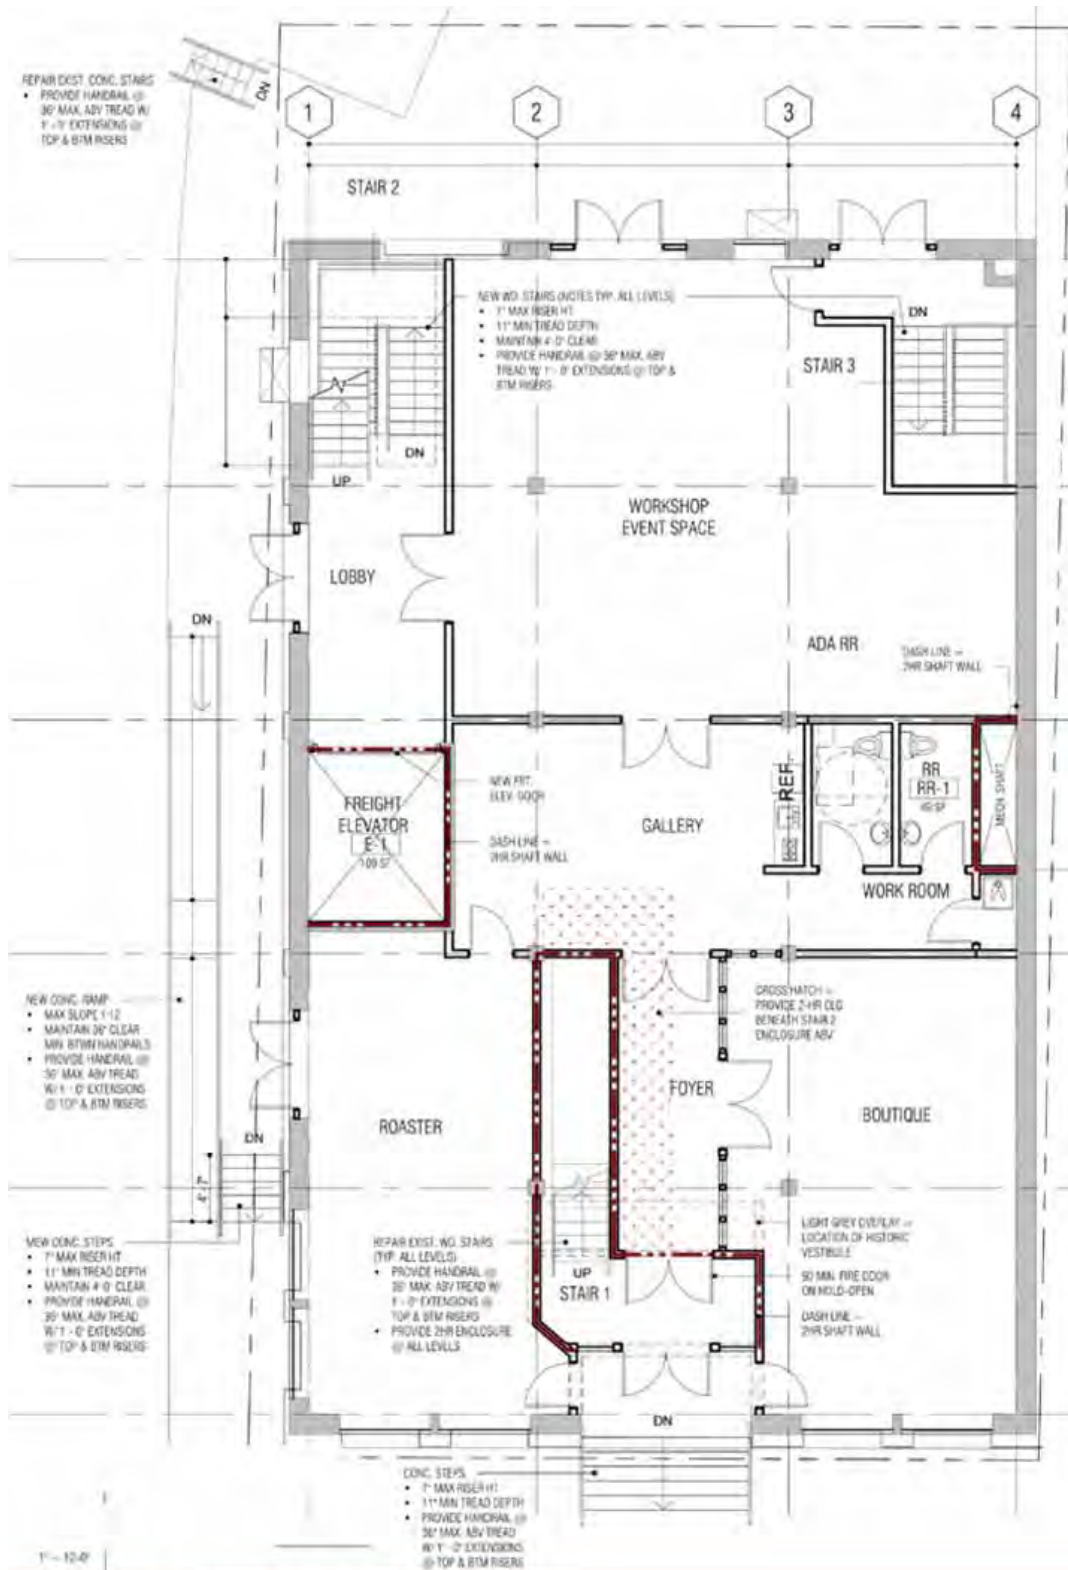 REPAIR EXIST. CONC. STAIRS
• PROVIDE HANDRAIL @
36" MAX. ABV TREAD W/
1' - 0" EXTENSIONS @
TOP & BTM RISERS
DN
1
2
3
4
STAIR 2
NEW WD. STAIRS (NOTES TYP. ALL LEVELS)
• 7" MAX RISER HT
• 11" MIN TREAD DEPTH
• MAINTAIN 4'-0" CLEAR
• PROVIDE HANDRAIL @ 36" MAX. ABV
TREAD W/ 1' - 0" EXTENSIONS @ TOP &
BTM RISERS
DN
STAIR 3
DN
UP
WORKSHOP
EVENT SPACE
LOBBY
DN
ADA RR
DASH LINE =
2HR SHAFT WALL
NEW FRT.
ELEV. DOOR
FREIGHT
ELEVATOR
E-1
109 SF
DASH LINE =
2HR SHAFT WALL
GALLERY
REF.
RR
RR-1
MECH. SHAFT
WORK ROOM
NEW CONC. RAMP
• MAX SLOPE 1:12
• MAINTAIN 36" CLEAR
MIN. BTWN HANDRAILS
• PROVIDE HANDRAIL @
36" MAX. ABV TREAD
W/ 1' - 0" EXTENSIONS
@ TOP & BTM RISERS
CROSS HATCH =
PROVIDE 2-HR CLG
BENEATH STAIR 2
ENCLOSURE ABV
FOYER
ROASTER
BOUTIQUE
DN
4'-7"
NEW CONC. STEPS
• 7" MAX RISER HT
• 11" MIN TREAD DEPTH
• MAINTAIN 4'-0" CLEAR
• PROVIDE HANDRAIL @
36" MAX. ABV TREAD
W/ 1' - 0" EXTENSIONS
@ TOP & BTM RISERS
REPAIR EXIST. WD. STAIRS
(TYP. ALL LEVELS)
• PROVIDE HANDRAIL @
36" MAX. ABV TREAD W/
1' - 0" EXTENSIONS @
TOP & BTM RISERS
• PROVIDE 2HR ENCLOSURE
@ ALL LEVELS
UP
STAIR 1
LIGHT GREY OVERLAY =
LOCATION OF HISTORIC
VESTIBULE
90 MIN. FIRE DOOR
ON HOLD-OPEN
DASH LINE =
2HR SHAFT WALL
DN
CONC. STEPS
• 7" MAX RISER HT
• 11" MIN TREAD DEPTH
• PROVIDE HANDRAIL @
36" MAX. ABV TREAD
W/ 1' - 0" EXTENSIONS
@ TOP & BTM RISERS